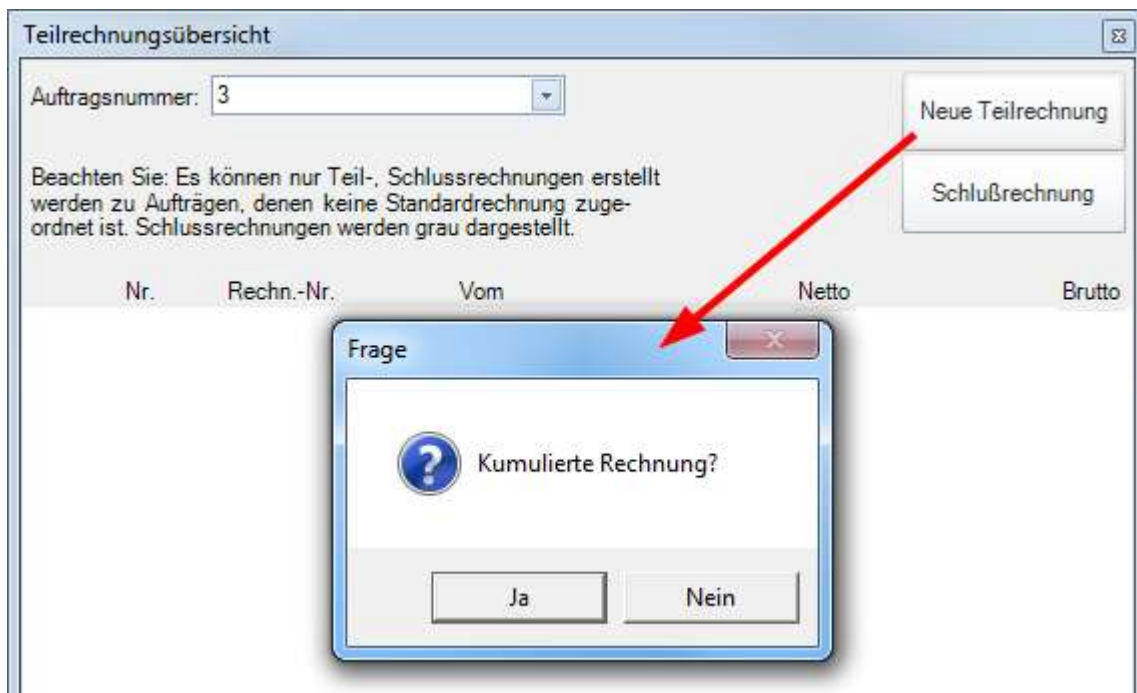 Teilrechnungsübersicht
Auftragsnummer: 3
Neue Teilrechnung
Beachten Sie: Es können nur Teil-, Schlussrechnungen erstellt
werden zu Aufträgen, denen keine Standardrechnung zuge-
ordnet ist. Schlussrechnungen werden grau dargestellt.
Schlußrechnung
Nr. Rechn.-Nr. Vom Netto Brutto
Frage
Kumulierte Rechnung?
Ja Nein